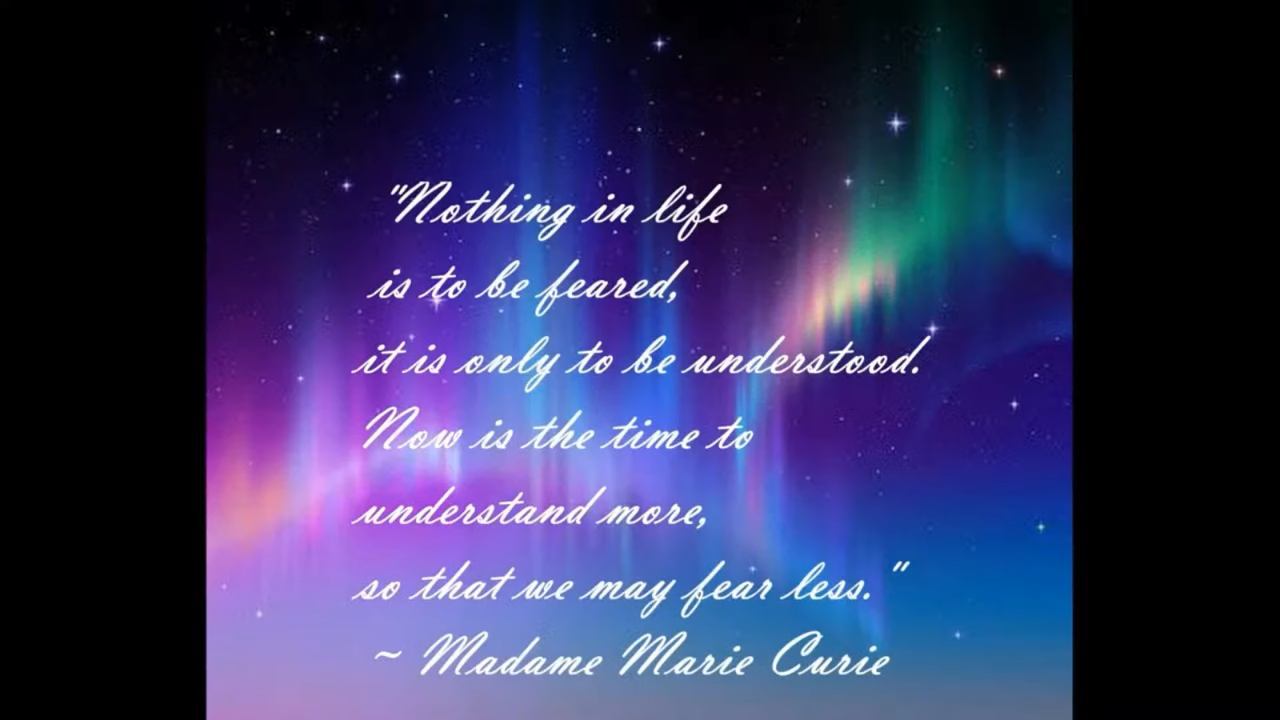 "Nothing in life
is to be feared,
it is only to be understood.
Now is the time to
understand more,
so that we may fear less."
~ Madame Marie Curie